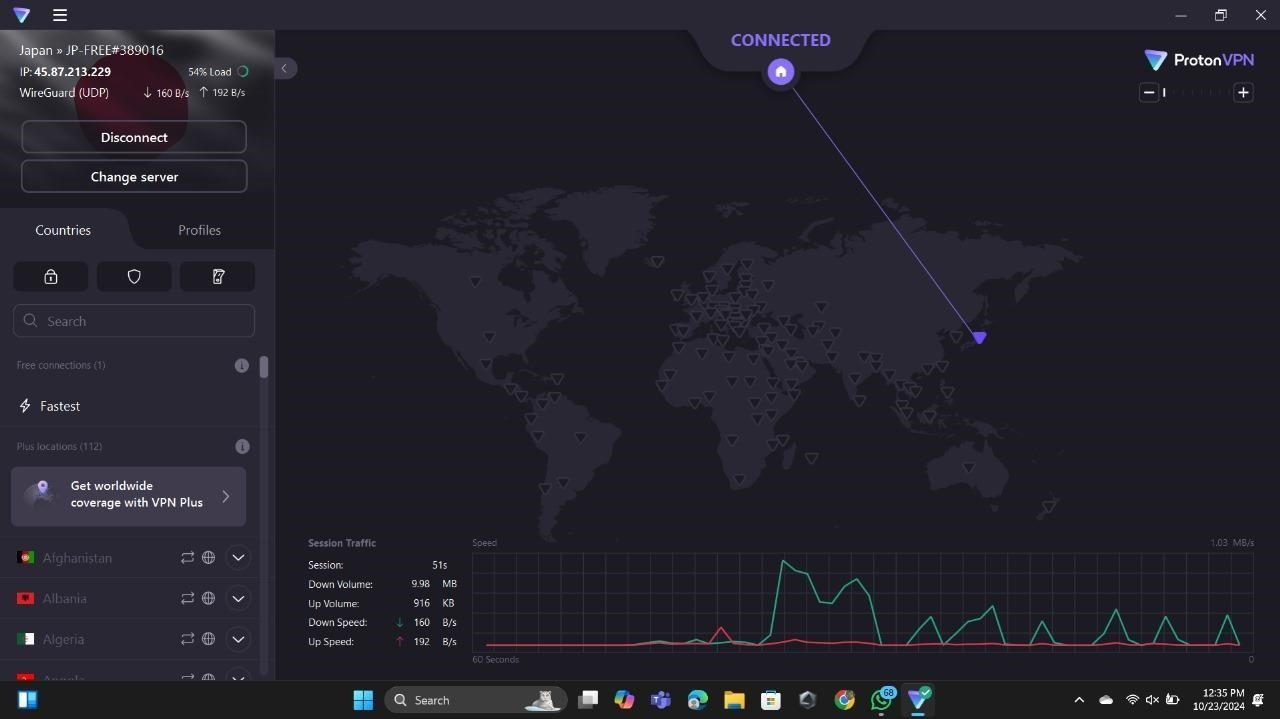 CONNECTED
Japan » JP-FREE#389016
IP: 45.87.213.229 54% Load
WireGuard (UDP) ↓ 160 B/s ↑ 192 B/s
Disconnect
Change server
ProtonVPN
Countries Profiles
Search
Free connections (1)
Fastest
Plus locations (112)
Get worldwide
coverage with VPN Plus
Afghanistan
Albania
Algeria
Session Traffic
Session: 51s
Down Volume: 9.98 MB
Up Volume: 916 KB
Down Speed: ↓ 160 B/s
Up Speed: ↑ 192 B/s
Speed 1.03 MB/s
60 Seconds 0
Search
68
12:35 PM
10/23/2024